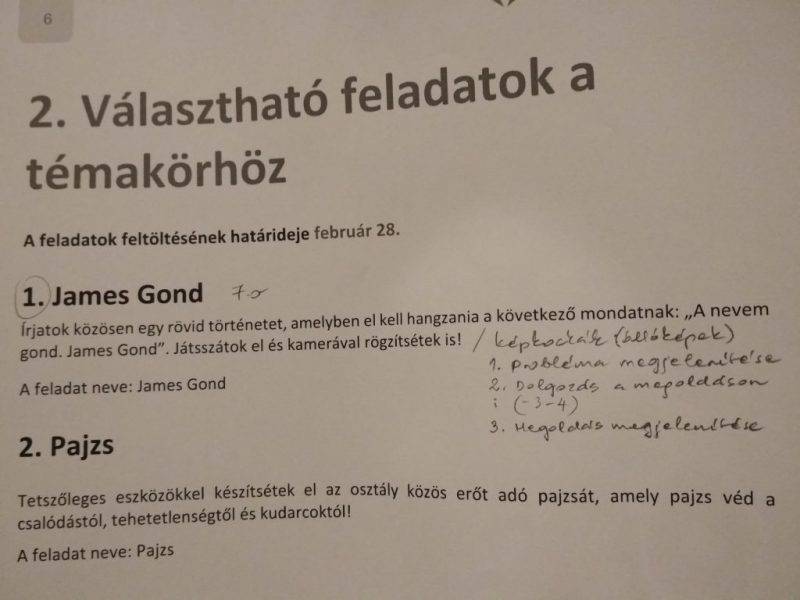 6
2. Választható feladatok a
témakörhöz
A feladatok feltöltésének határideje február 28.
1. James Gond
Írjatok közösen egy rövid történetet, amelyben el kell hangzania a következő mondatnak: „A nevem
gond. James Gond”. Játsszátok el és kamerával rögzítsétek is! / képkockák
1. probléma megjelenítése
A feladat neve: James Gond
2. Dolgozás a megoldáson
(-3-4)
3. Megoldás megjelenítése
2. Pajzs
Tetszőleges eszközökkel készítsétek el az osztály közös erőt adó pajzsát, amely pajzs véd a
csalódástól, tehetetlenségtől és kudarcoktól!
A feladat neve: Pajzs